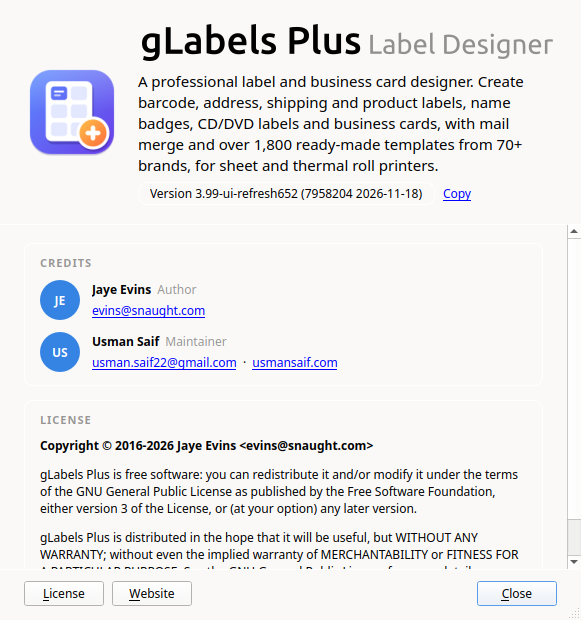 gLabels Plus Label Designer
A professional label and business card designer. Create
barcode, address, shipping and product labels, name
badges, CD/DVD labels and business cards, with mail
merge and over 1,800 ready-made templates from 70+
brands, for sheet and thermal roll printers.
Version 3.99-ui-refresh652 (7958204 2026-11-18) Copy
CREDITS
JE Jaye Evins Author
evins@snaught.com
US Usman Saif Maintainer
usman.saif22@gmail.com · usmansaif.com
LICENSE
Copyright © 2016-2026 Jaye Evins <evins@snaught.com>
gLabels Plus is free software: you can redistribute it and/or modify it under the terms
of the GNU General Public License as published by the Free Software Foundation,
either version 3 of the License, or (at your option) any later version.
gLabels Plus is distributed in the hope that it will be useful, but WITHOUT ANY
WARRANTY; without even the implied warranty of MERCHANTABILITY or FITNESS FOR
License Website Close